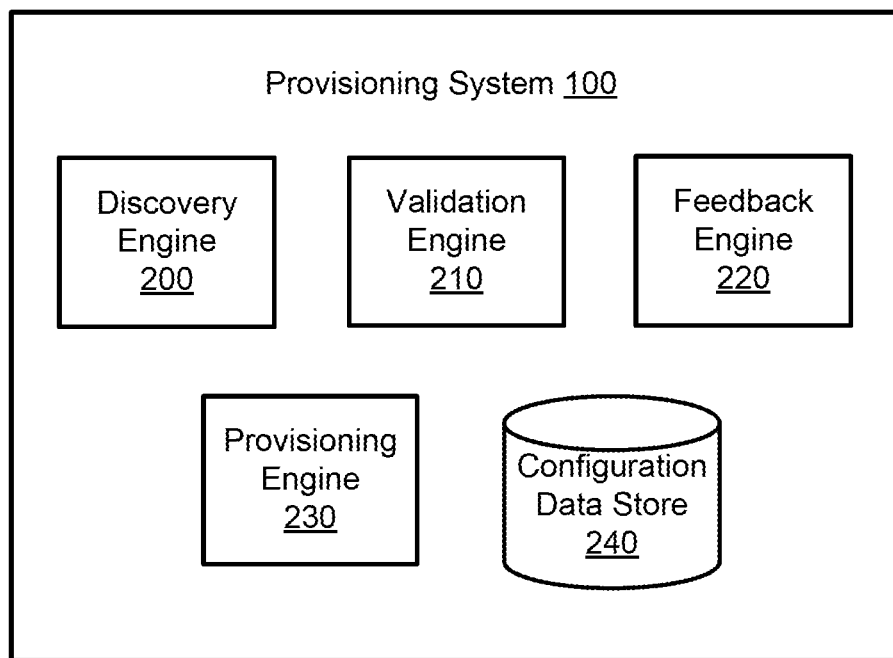 Provisioning System 100
Discovery
Engine
200
Validation
Engine
210
Feedback
Engine
220
Provisioning
Engine
230
Configuration
Data Store
240